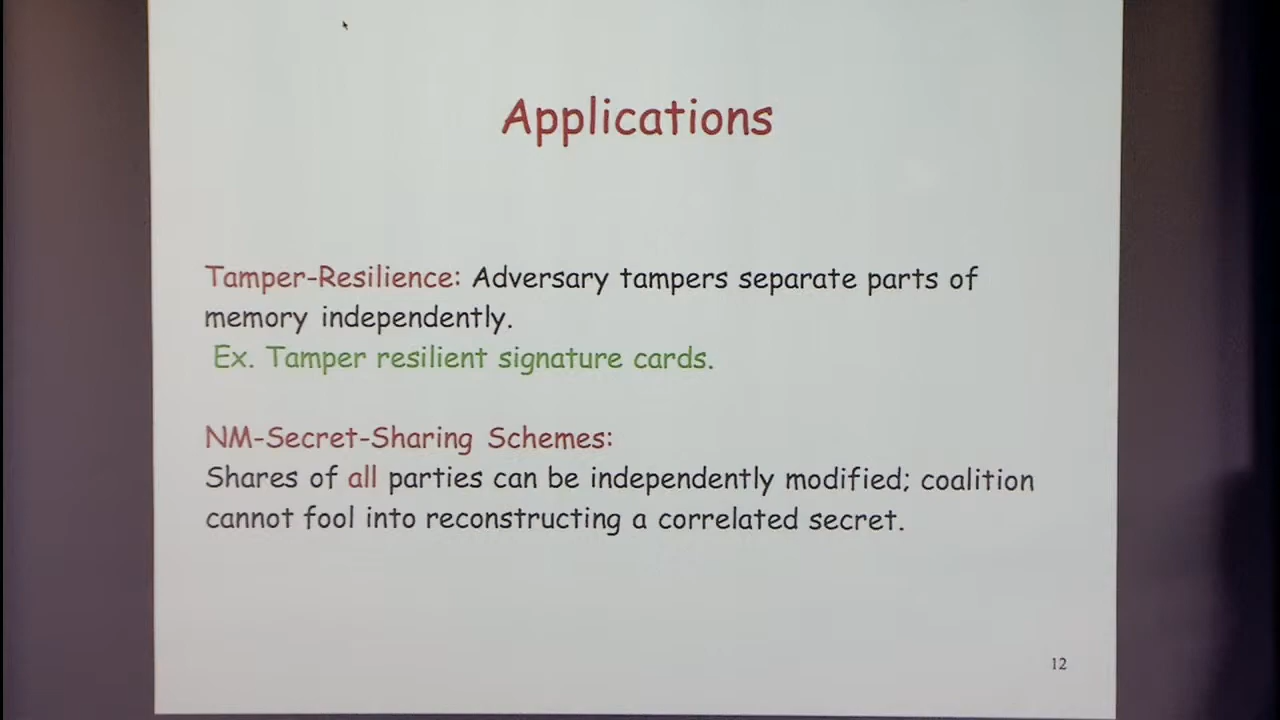 Applications
Tamper-Resilience: Adversary tampers separate parts of
memory independently.
Ex. Tamper resilient signature cards.
NM-Secret-Sharing Schemes:
Shares of all parties can be independently modified; coalition
cannot fool into reconstructing a correlated secret.
12